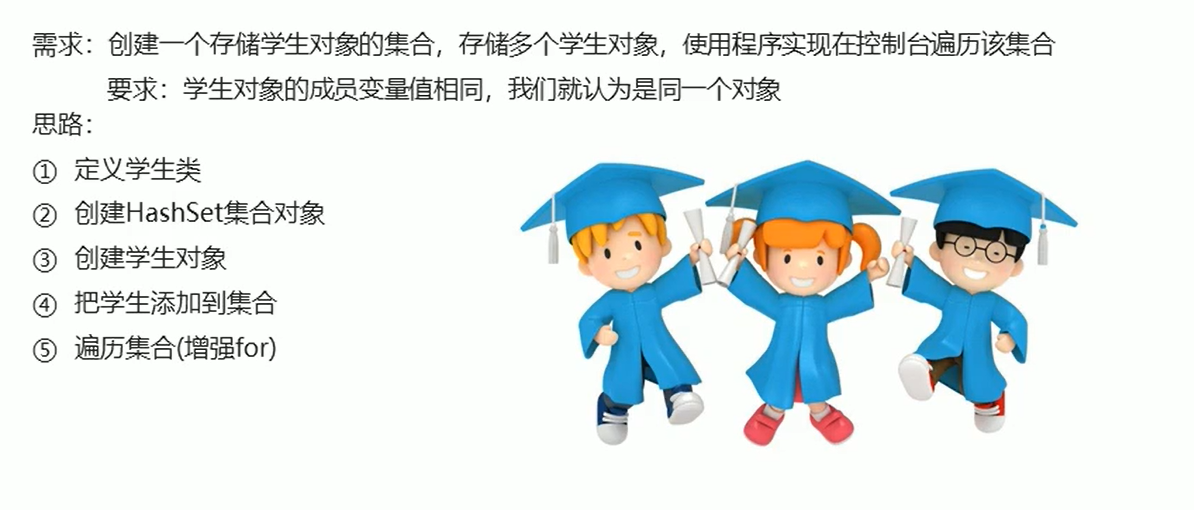 需求：创建一个存储学生对象的集合，存储多个学生对象，使用程序实现在控制台遍历该集合
要求：学生对象的成员变量值相同，我们就认为是同一个对象
思路：
① 定义学生类
② 创建HashSet集合对象
③ 创建学生对象
④ 把学生添加到集合
⑤ 遍历集合(增强for)